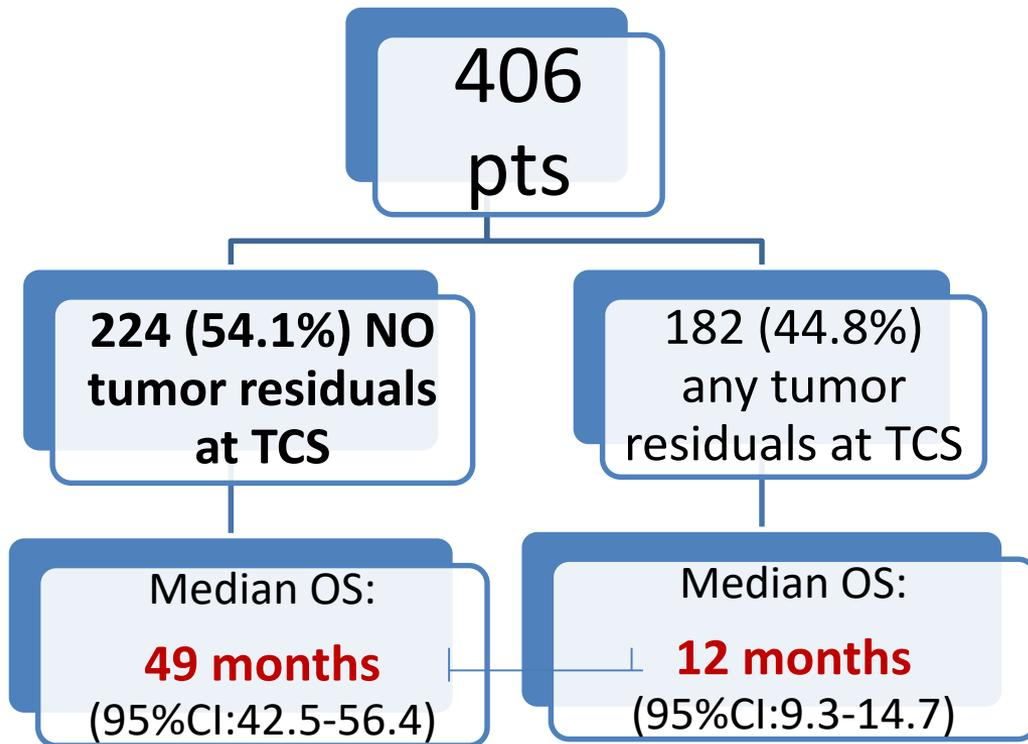 406
pts
224 (54.1%) NO
tumor residuals
at TCS
182 (44.8%)
any tumor
residuals at TCS
Median OS:
49 months
(95%CI:42.5-56.4)
Median OS:
12 months
(95%CI:9.3-14.7)